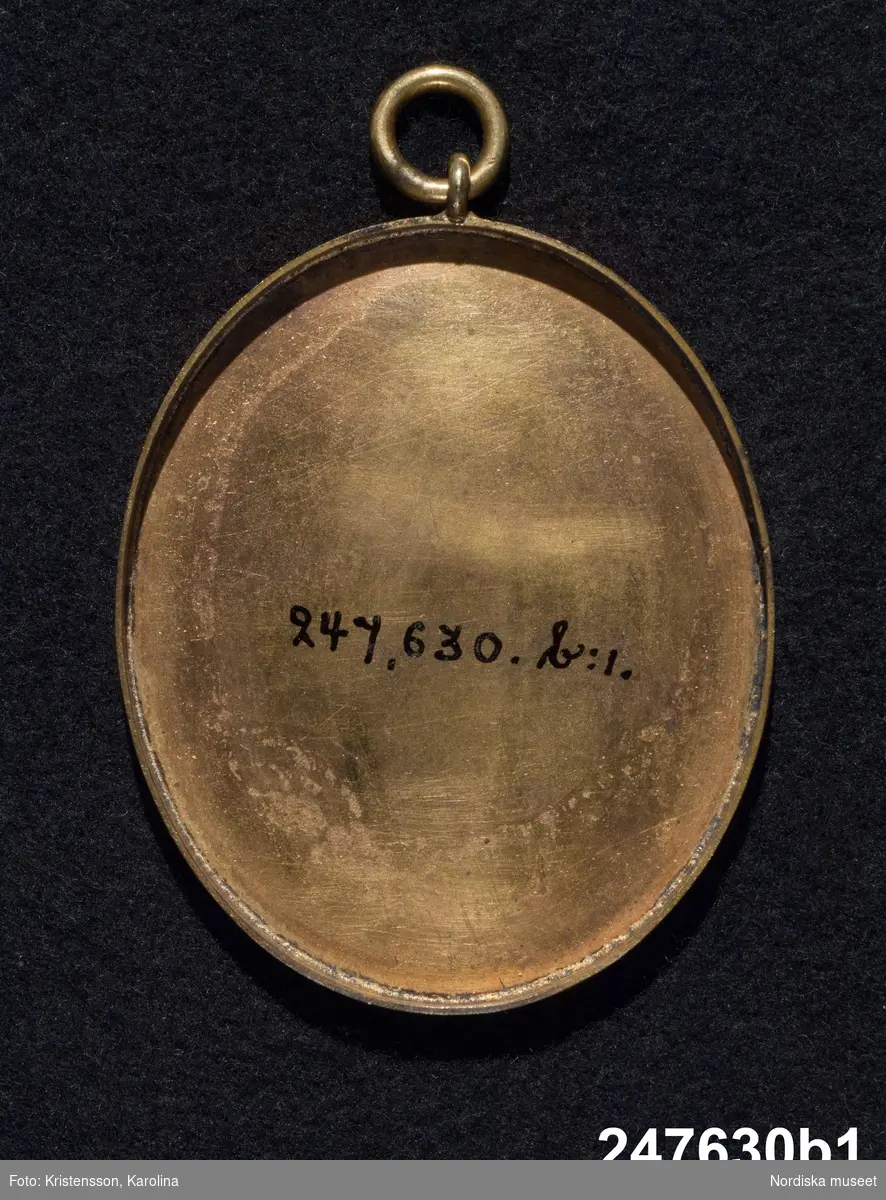 247,630. b:1.
247630b1
Foto: Kristensson, Karolina
Nordiska museet